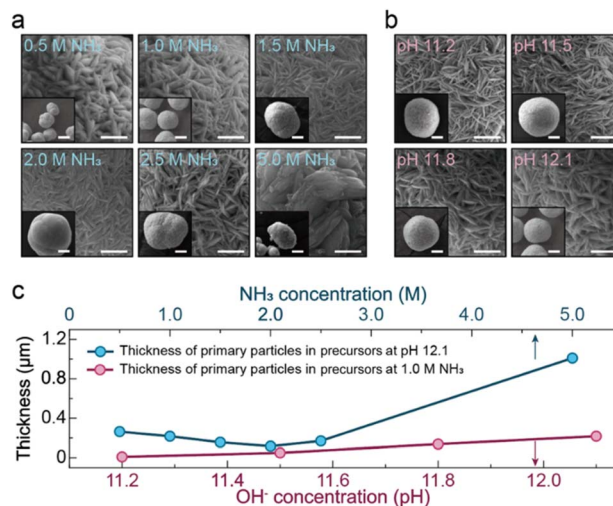 a
b
0.5 M NH₃
1.0 M NH₃
1.5 M NH₃
pH 11.2
pH 11.5
2.0 M NH₃
2.5 M NH₃
5.0 M NH₃
pH 11.8
pH 12.1
c
NH₃ concentration (M)
0 1.0 2.0 3.0 4.0 5.0
Thickness (μm)
1.2
0.8
0.4
0
Thickness of primary particles in precursors at pH 12.1
Thickness of primary particles in precursors at 1.0 M NH₃
11.2 11.4 11.6 11.8 12.0
OH⁻ concentration (pH)